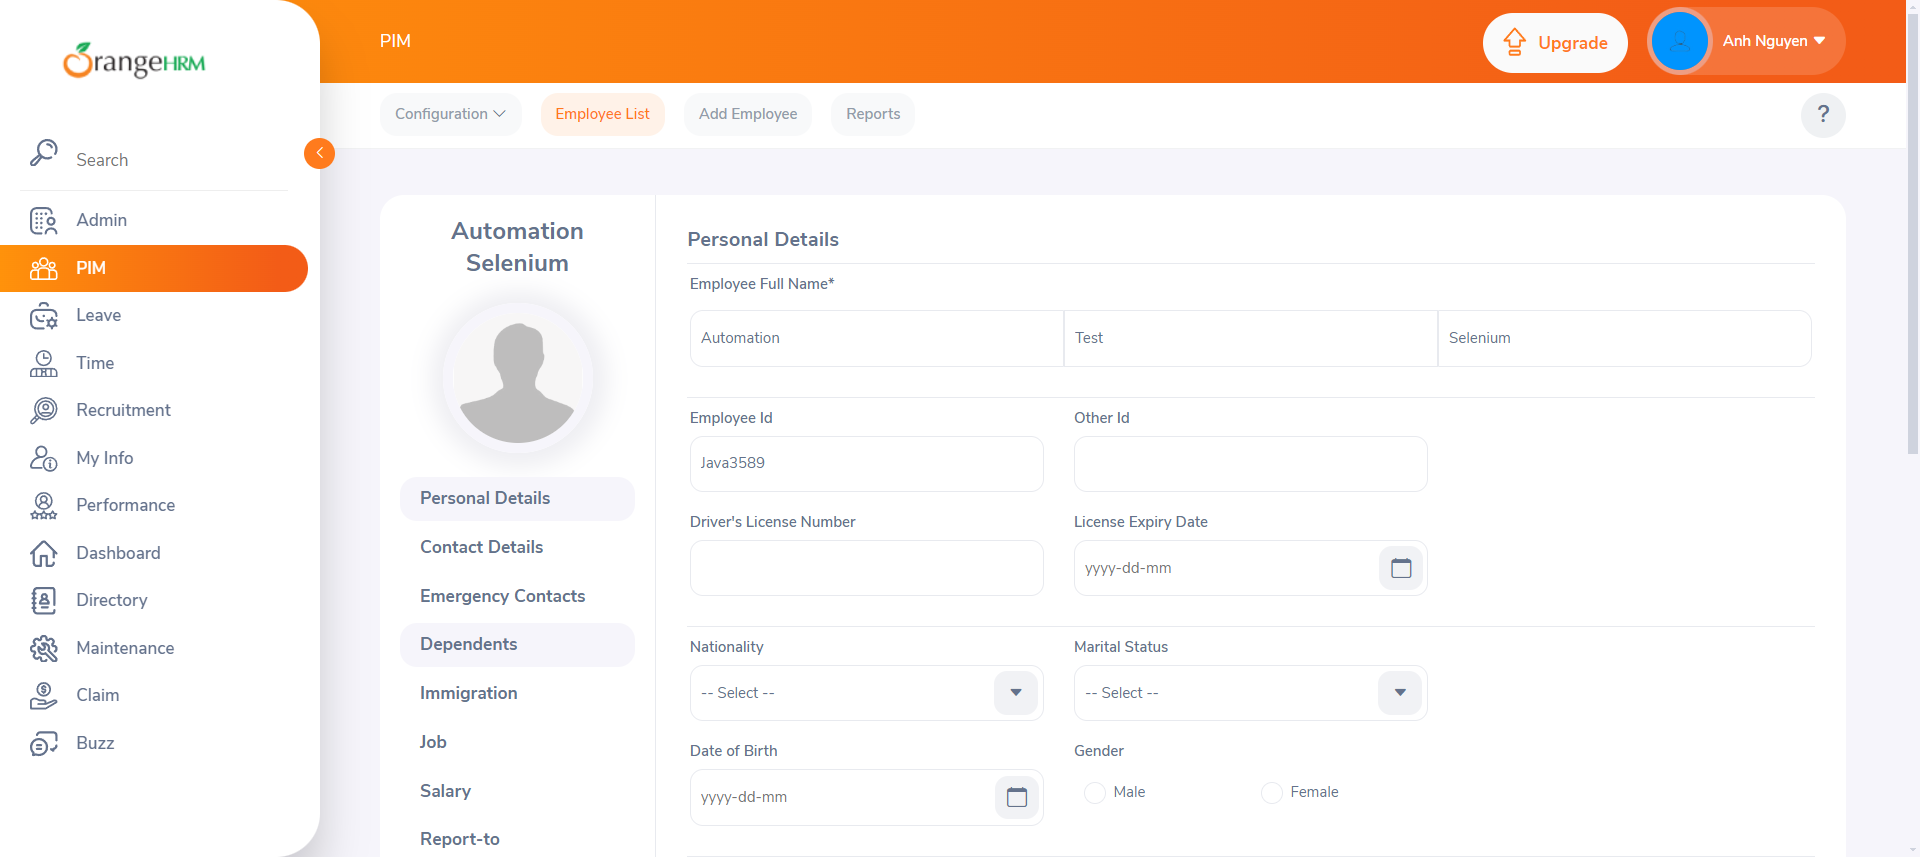 OrangeHRM
PIM
Upgrade
Anh Nguyen
Configuration
Employee List
Add Employee
Reports
?
Search
Admin
PIM
Leave
Time
Recruitment
My Info
Performance
Dashboard
Directory
Maintenance
Claim
Buzz
Automation
Selenium
Personal Details
Contact Details
Emergency Contacts
Dependents
Immigration
Job
Salary
Report-to
Personal Details
Employee Full Name*
Automation
Test
Selenium
Employee Id
Other Id
Java3589
Driver's License Number
License Expiry Date
yyyy-dd-mm
Nationality
Marital Status
-- Select --
-- Select --
Date of Birth
Gender
yyyy-dd-mm
Male
Female